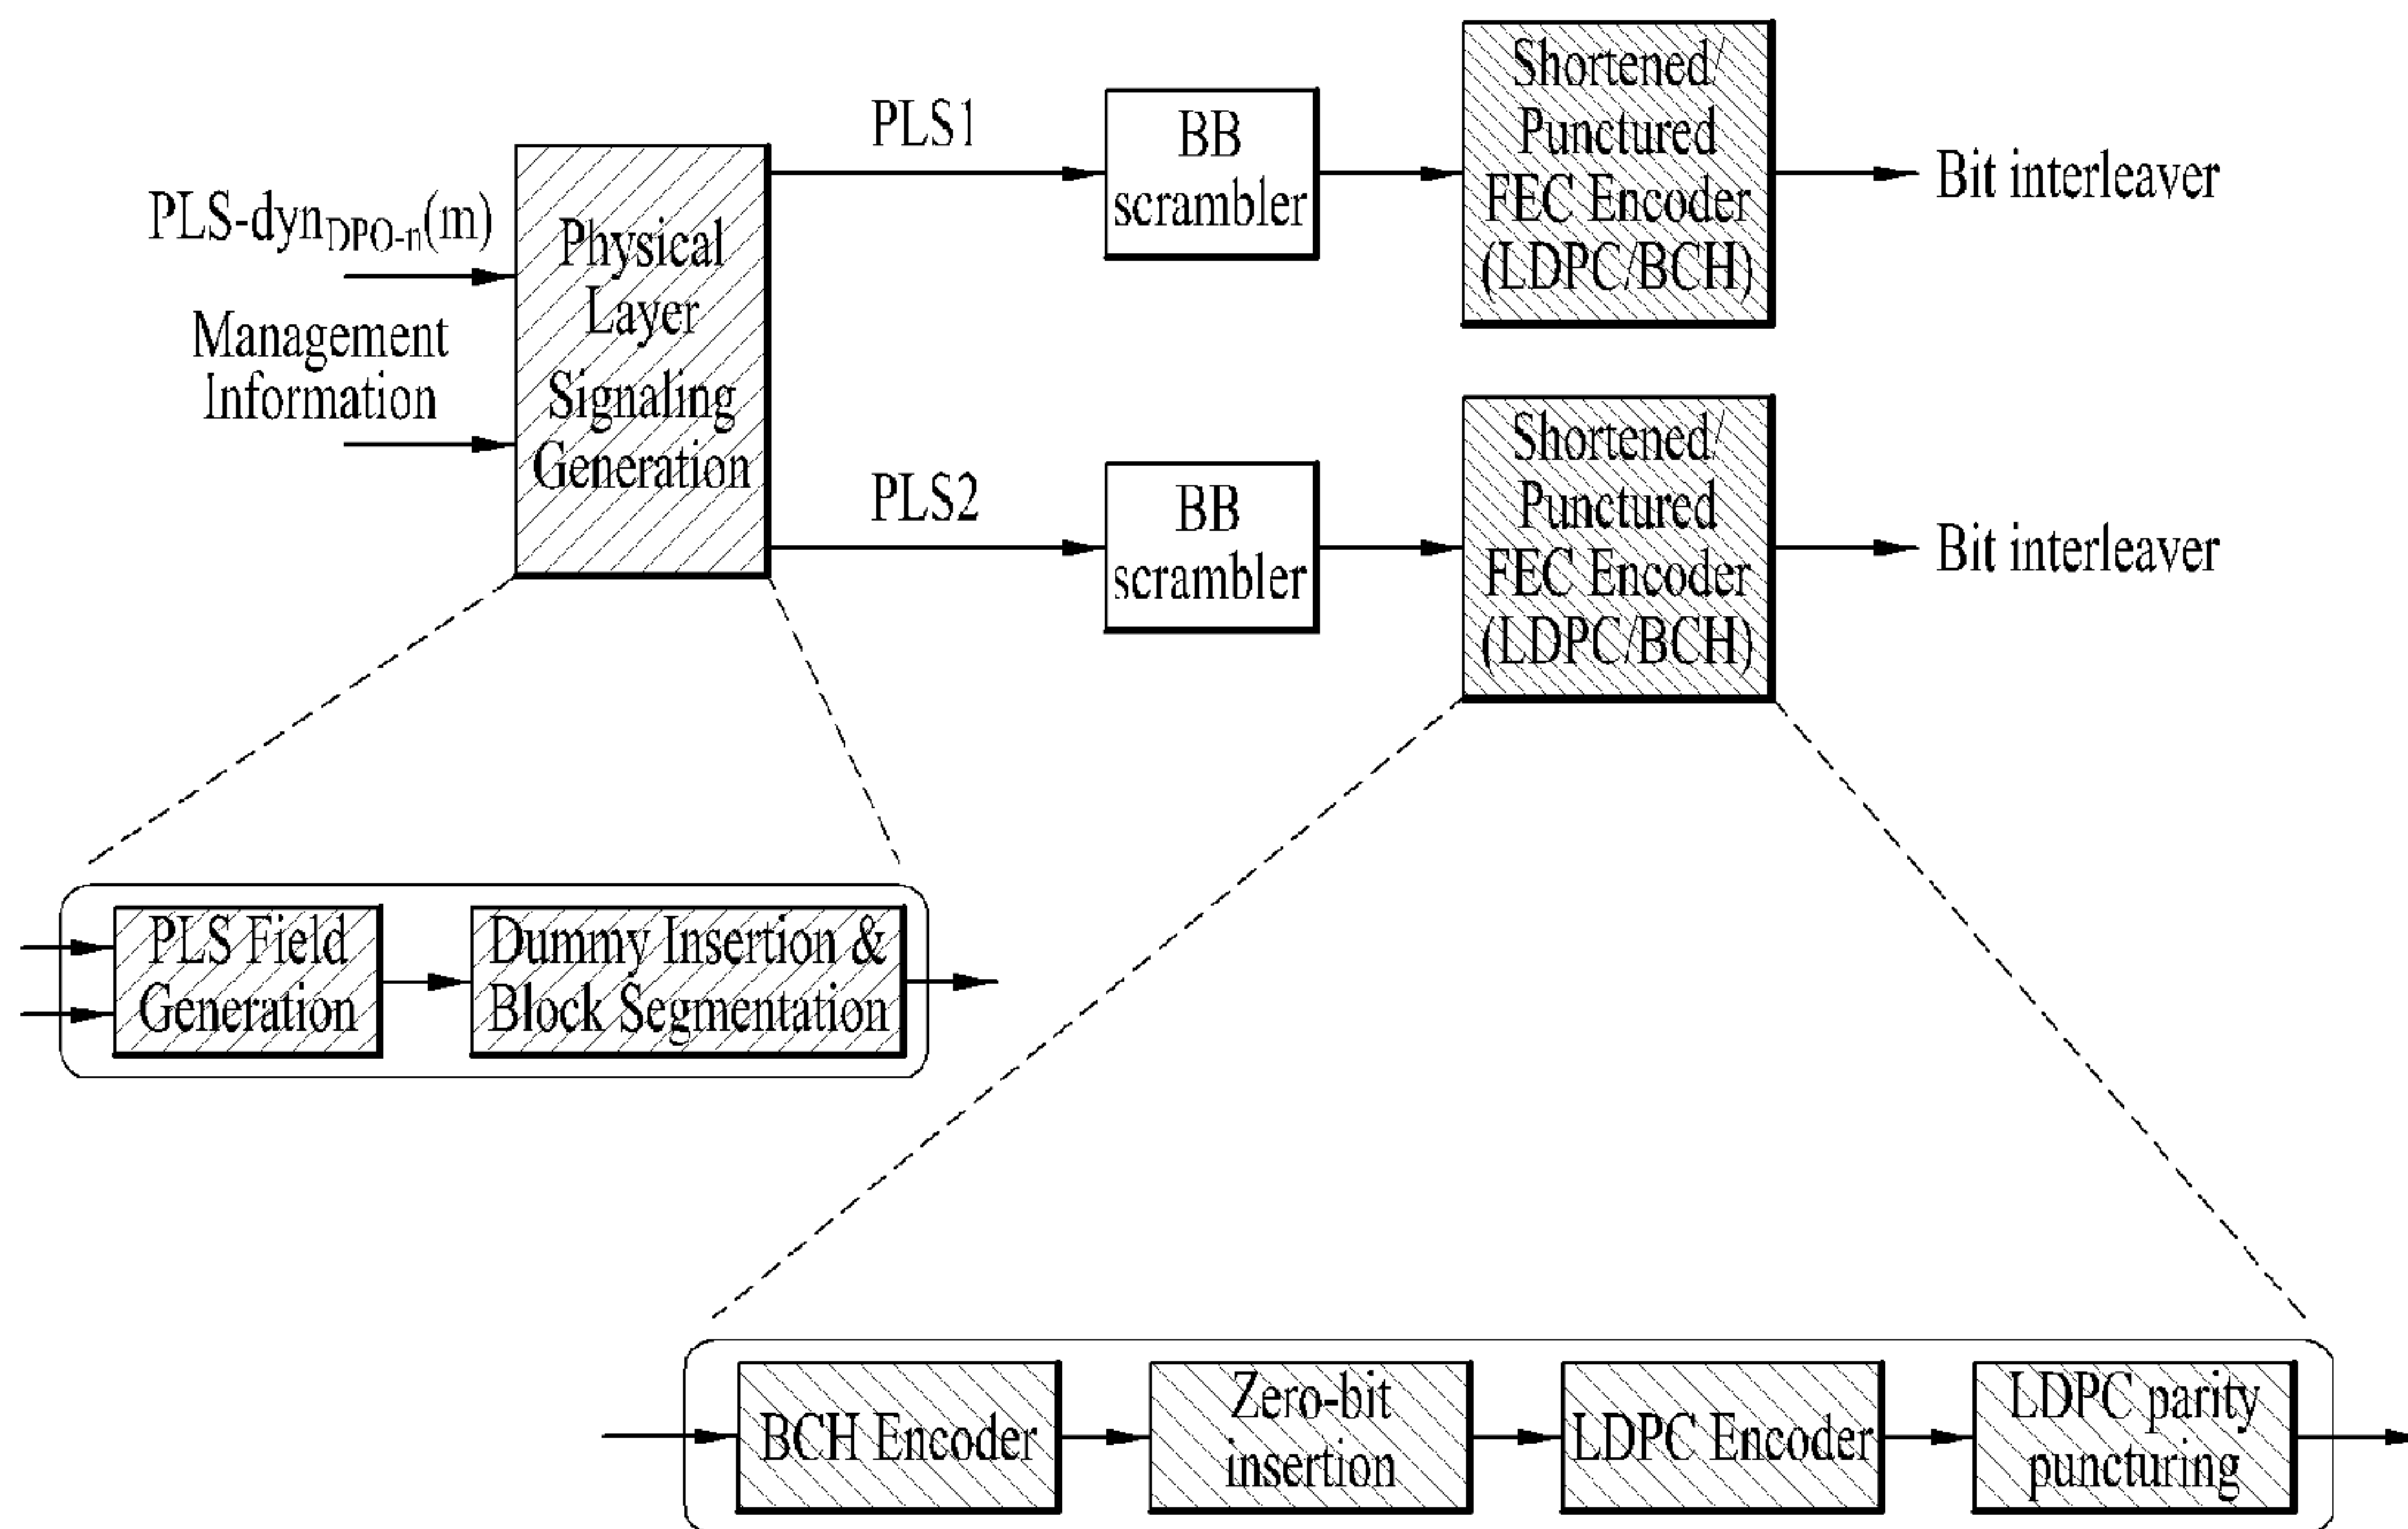 PLS-dynDPO-n(m)
Management
Information
Physical
Layer
Signaling
Generation
PLS1
BB
scrambler
Shortened/
Punctured
FEC Encoder
(LDPC/BCH)
Bit interleaver
PLS2
BB
scrambler
Shortened/
Punctured
FEC Encoder
(LDPC/BCH)
Bit interleaver
PLS Field
Generation
Dummy Insertion &
Block Segmentation
BCH Encoder
Zero-bit
insertion
LDPC Encoder
LDPC parity
puncturing